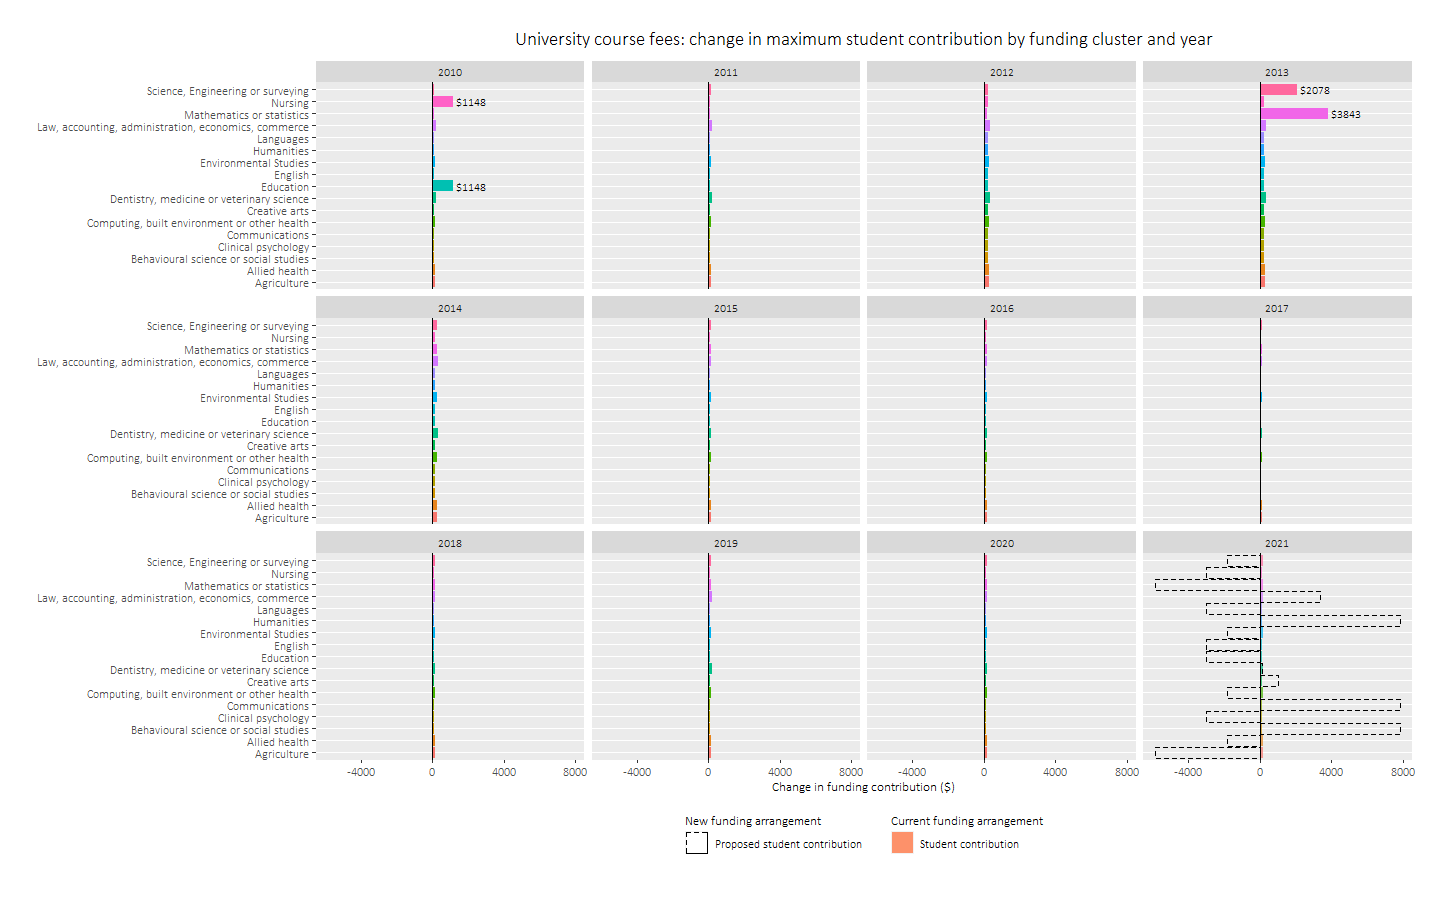 University course fees: change in maximum student contribution by funding cluster and year
2010 2011 2012 2013
Science, Engineering or surveying $2078
Nursing $1148
Mathematics or statistics $3843
Law, accounting, administration, economics, commerce
Languages
Humanities
Environmental Studies
English
Education $1148
Dentistry, medicine or veterinary science
Creative arts
Computing, built environment or other health
Communications
Clinical psychology
Behavioural science or social studies
Allied health
Agriculture
2014 2015 2016 2017
Science, Engineering or surveying
Nursing
Mathematics or statistics
Law, accounting, administration, economics, commerce
Languages
Humanities
Environmental Studies
English
Education
Dentistry, medicine or veterinary science
Creative arts
Computing, built environment or other health
Communications
Clinical psychology
Behavioural science or social studies
Allied health
Agriculture
2018 2019 2020 2021
Science, Engineering or surveying
Nursing
Mathematics or statistics
Law, accounting, administration, economics, commerce
Languages
Humanities
Environmental Studies
English
Education
Dentistry, medicine or veterinary science
Creative arts
Computing, built environment or other health
Communications
Clinical psychology
Behavioural science or social studies
Allied health
Agriculture
-4000 0 4000 8000 -4000 0 4000 8000 -4000 0 4000 8000 -4000 0 4000 8000
Change in funding contribution ($)
New funding arrangement Current funding arrangement
Proposed student contribution Student contribution